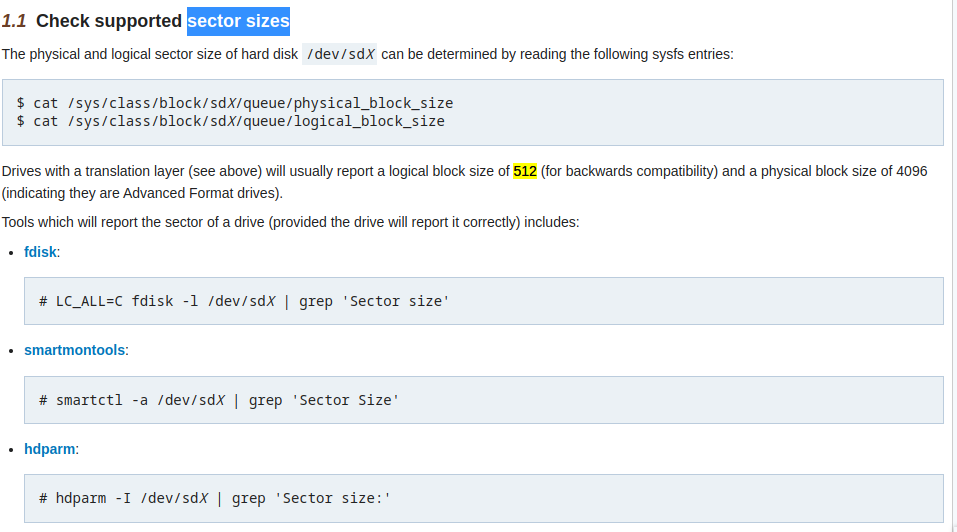 1.1 Check supported sector sizes
The physical and logical sector size of hard disk /dev/sdX can be determined by reading the following sysfs entries:
$ cat /sys/class/block/sdX/queue/physical_block_size
$ cat /sys/class/block/sdX/queue/logical_block_size
Drives with a translation layer (see above) will usually report a logical block size of 512 (for backwards compatibility) and a physical block size of 4096
(indicating they are Advanced Format drives).
Tools which will report the sector of a drive (provided the drive will report it correctly) includes:
• fdisk:
# LC_ALL=C fdisk -l /dev/sdX | grep 'Sector size'
• smartmontools:
# smartctl -a /dev/sdX | grep 'Sector Size'
• hdparm:
# hdparm -I /dev/sdX | grep 'Sector size:'